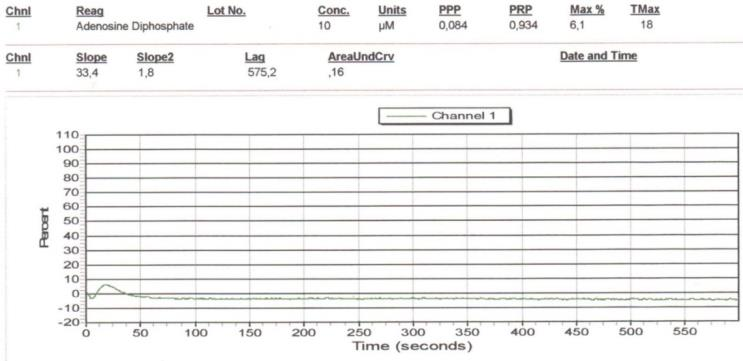 Chnl Reag Lot No. Conc. Units PPP PRP Max % TMax
1 Adenosine Diphosphate 10 µM 0,084 0,934 6,1 18
Chnl Slope Slope2 Lag AreaUndCrv Date and Time
1 33,4 1,8 575,2 ,16
Channel 1
110
100
90
80
70
60
50
40
30
20
10
0
-10
-20
Percent
0 50 100 150 200 250 300 350 400 450 500 550
Time (seconds)